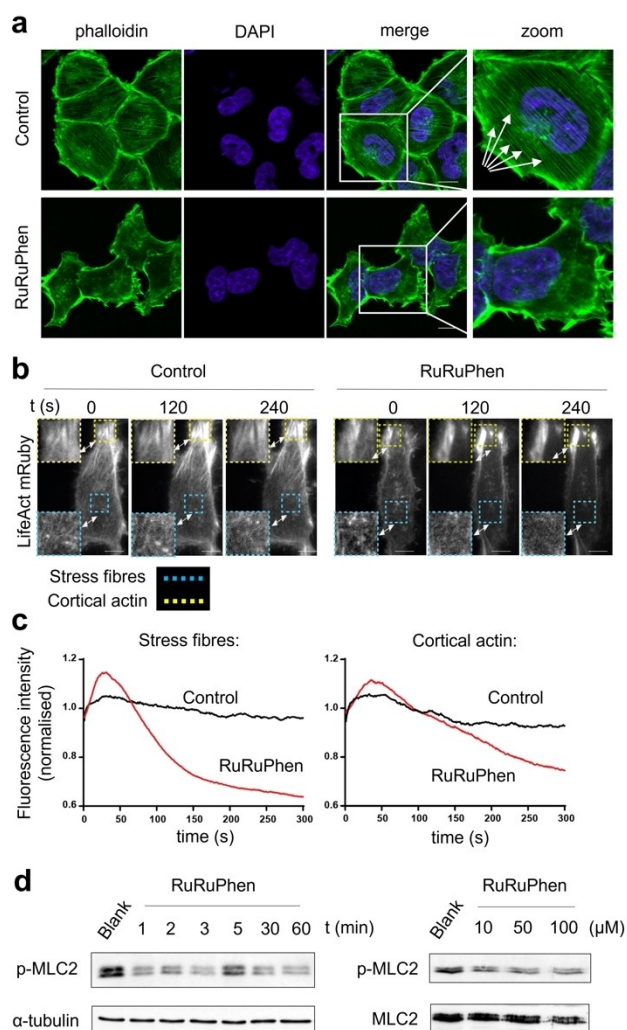 a
phalloidin DAPI merge zoom
Control
RuRuPhen
b
Control RuRuPhen
t (s) 0 120 240 0 120 240
LifeAct mRuby
Stress fibres
Cortical actin
c
Stress fibres: Cortical actin:
Fluorescence intensity
(normalised)
1.2 1.2
Control Control
1.0 1.0
0.8 0.8
RuRuPhen RuRuPhen
0.6 0.6
0 50 100 150 200 250 300 0 50 100 150 200 250 300
time (s) time (s)
d
RuRuPhen RuRuPhen
Blank 1 2 3 5 30 60 t (min) Blank 10 50 100 (μM)
p-MLC2 p-MLC2
α-tubulin MLC2